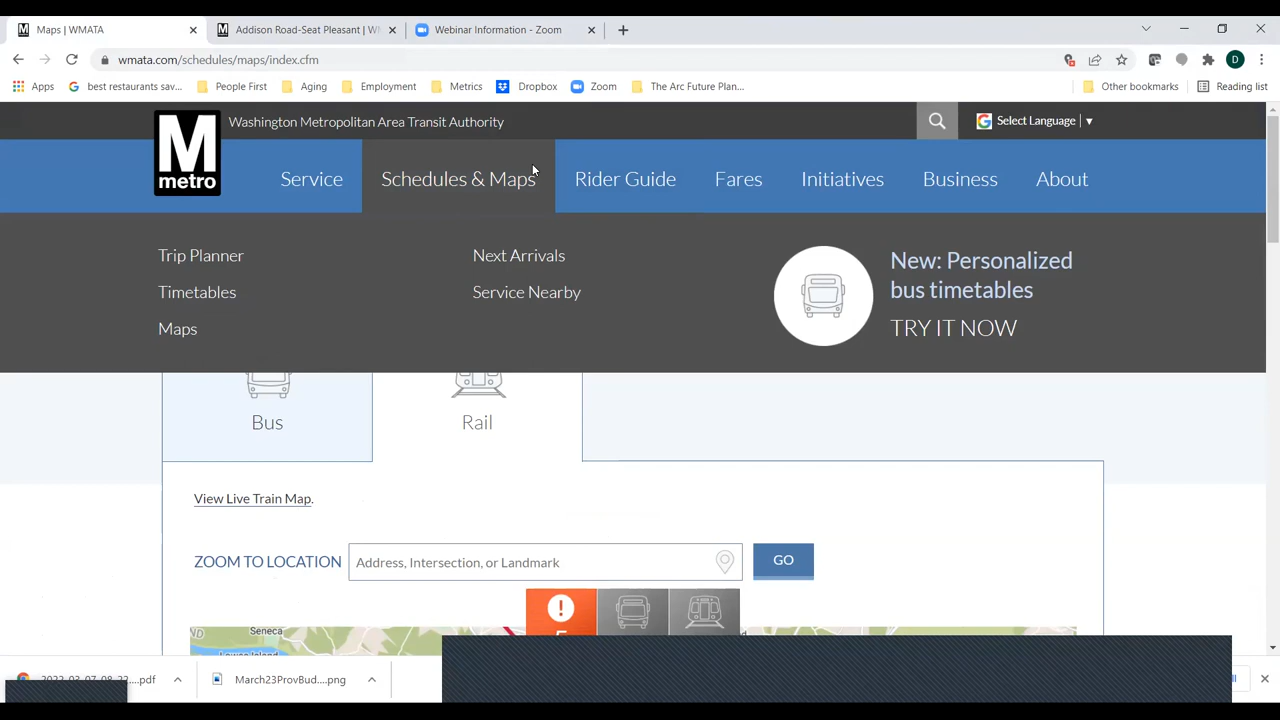 Maps | WMATA
Addison Road-Seat Pleasant | W
Webinar Information - Zoom
wmata.com/schedules/maps/index.cfm
D
Apps
best restaurants sav...
People First
Aging
Employment
Metrics
Dropbox
Zoom
The Arc Future Plan...
Other bookmarks
Reading list
M
metro
Washington Metropolitan Area Transit Authority
G Select Language ▼
Service
Schedules & Maps
Rider Guide
Fares
Initiatives
Business
About
Trip Planner
Timetables
Maps
Next Arrivals
Service Nearby
New: Personalized
bus timetables
TRY IT NOW
Bus
Rail
View Live Train Map.
ZOOM TO LOCATION
Address, Intersection, or Landmark
GO
!
Seneca
March23ProvBud....png